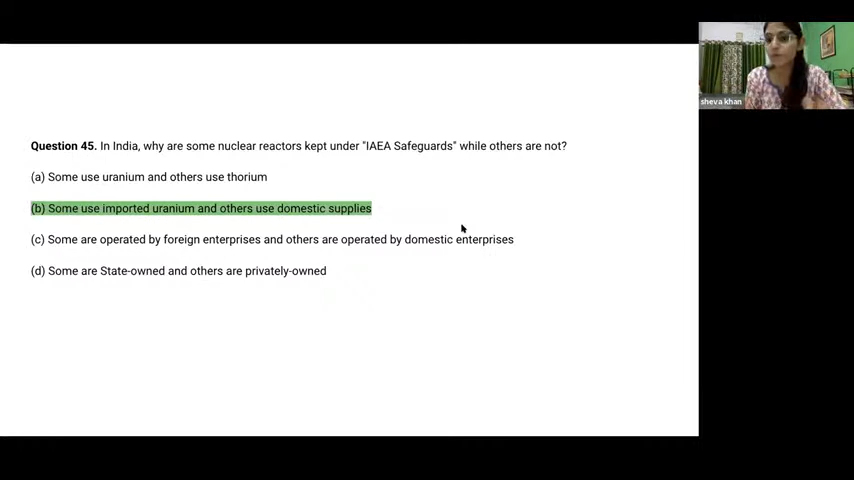 sheva khan
Question 45. In India, why are some nuclear reactors kept under "IAEA Safeguards" while others are not?
(a) Some use uranium and others use thorium
(b) Some use imported uranium and others use domestic supplies
(c) Some are operated by foreign enterprises and others are operated by domestic enterprises
(d) Some are State-owned and others are privately-owned